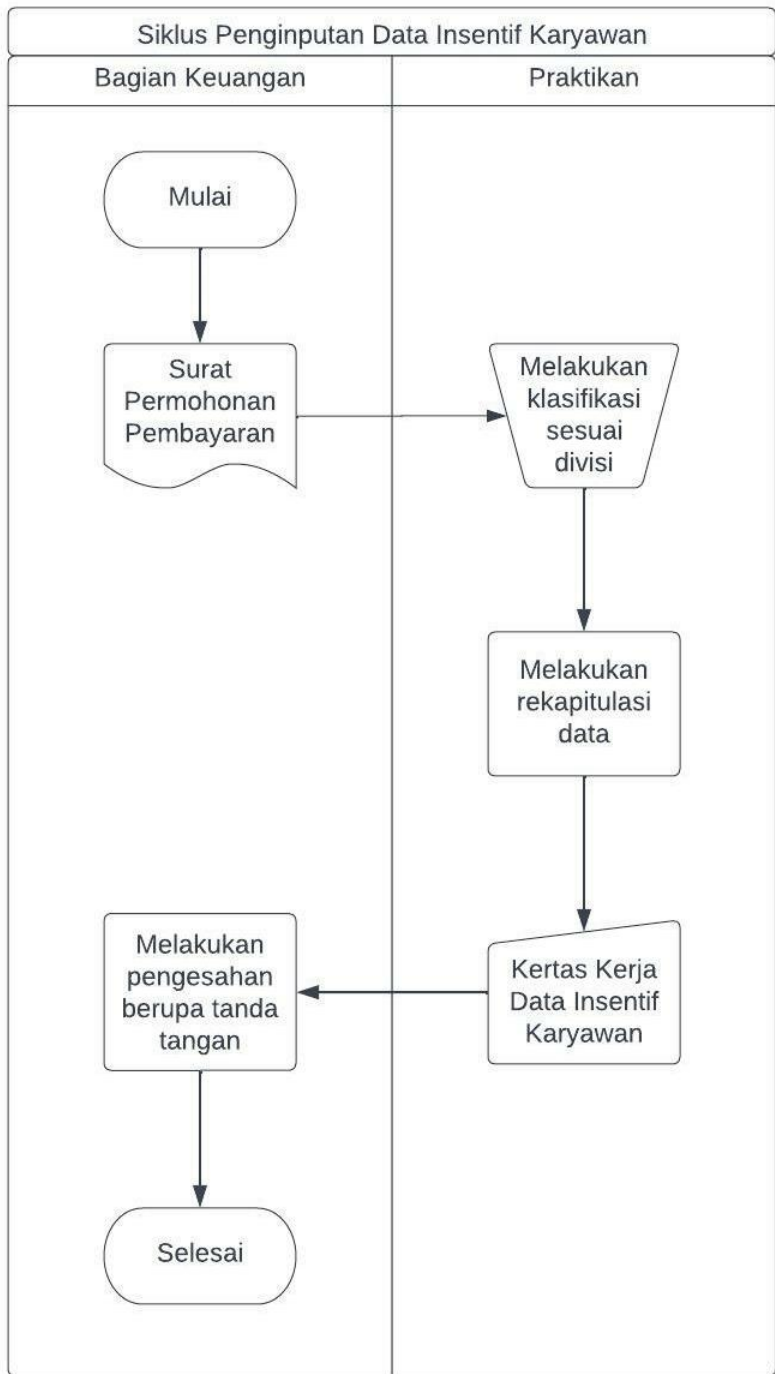 Siklus Penginputan Data Insentif Karyawan
Bagian Keuangan
Praktikan
Mulai
Surat
Permohonan
Pembayaran
Melakukan
klasifikasi
sesuai
divisi
Melakukan
rekapitulasi
data
Kertas Kerja
Data Insentif
Karyawan
Melakukan
pengesahan
berupa tanda
tangan
Selesai